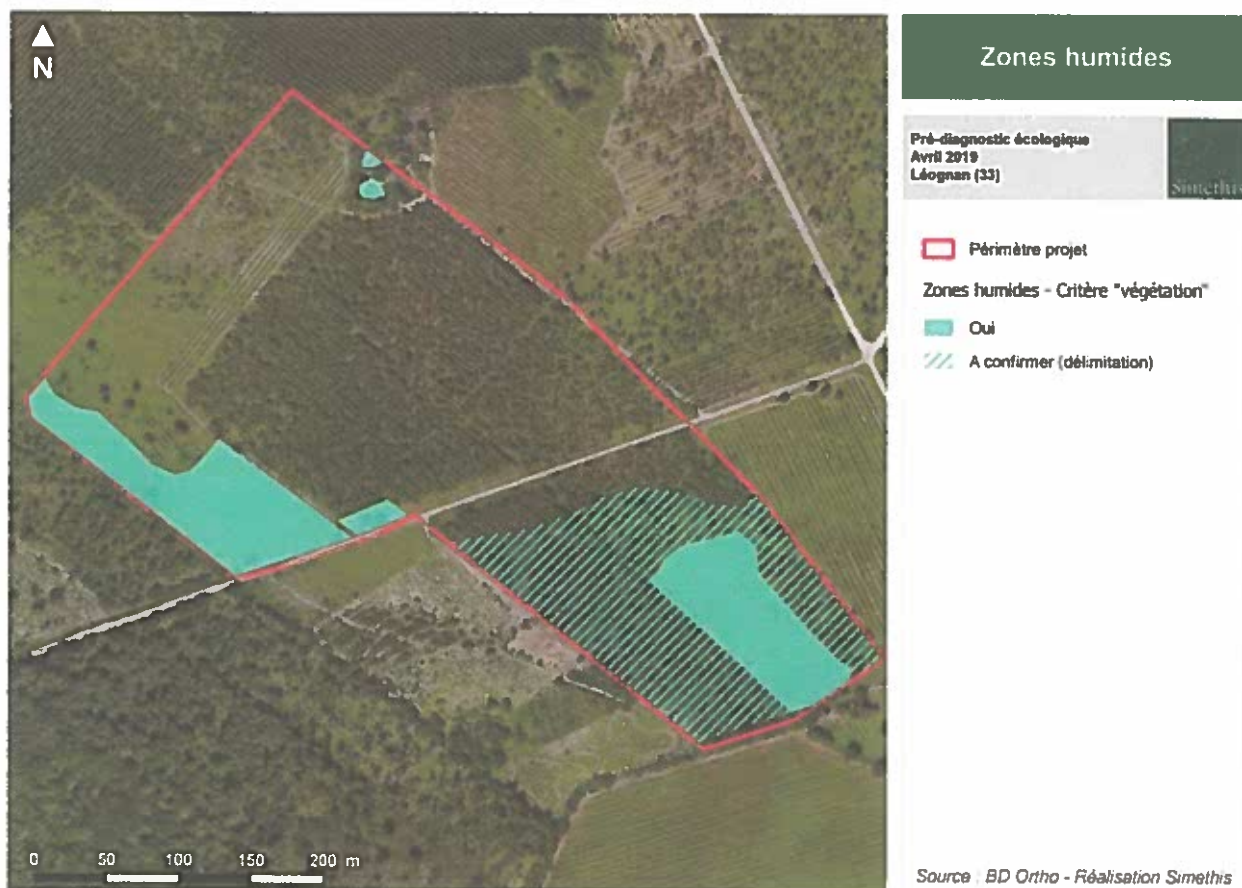 N
Zones humides
Pré-diagnostic écologique
Avril 2019
Léognan (33)
Simethis
Périmètre projet
Zones humides - Critère "végétation"
Oui
A confirmer (délimitation)
0 50 100 150 200 m
Source : BD Ortho - Réalisation Simethis